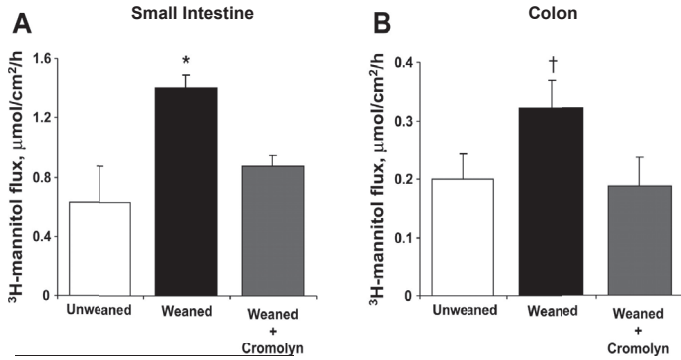 A
Small Intestine
³H-mannitol flux, μmol/cm²/h
1.6
1.2
0.8
0.4
0
*
Unweaned
Weaned
Weaned
+
Cromolyn
B
Colon
³H-mannitol flux, μmol/cm²/h
0.4
0.3
0.2
0.1
0
†
Unweaned
Weaned
Weaned
+
Cromolyn